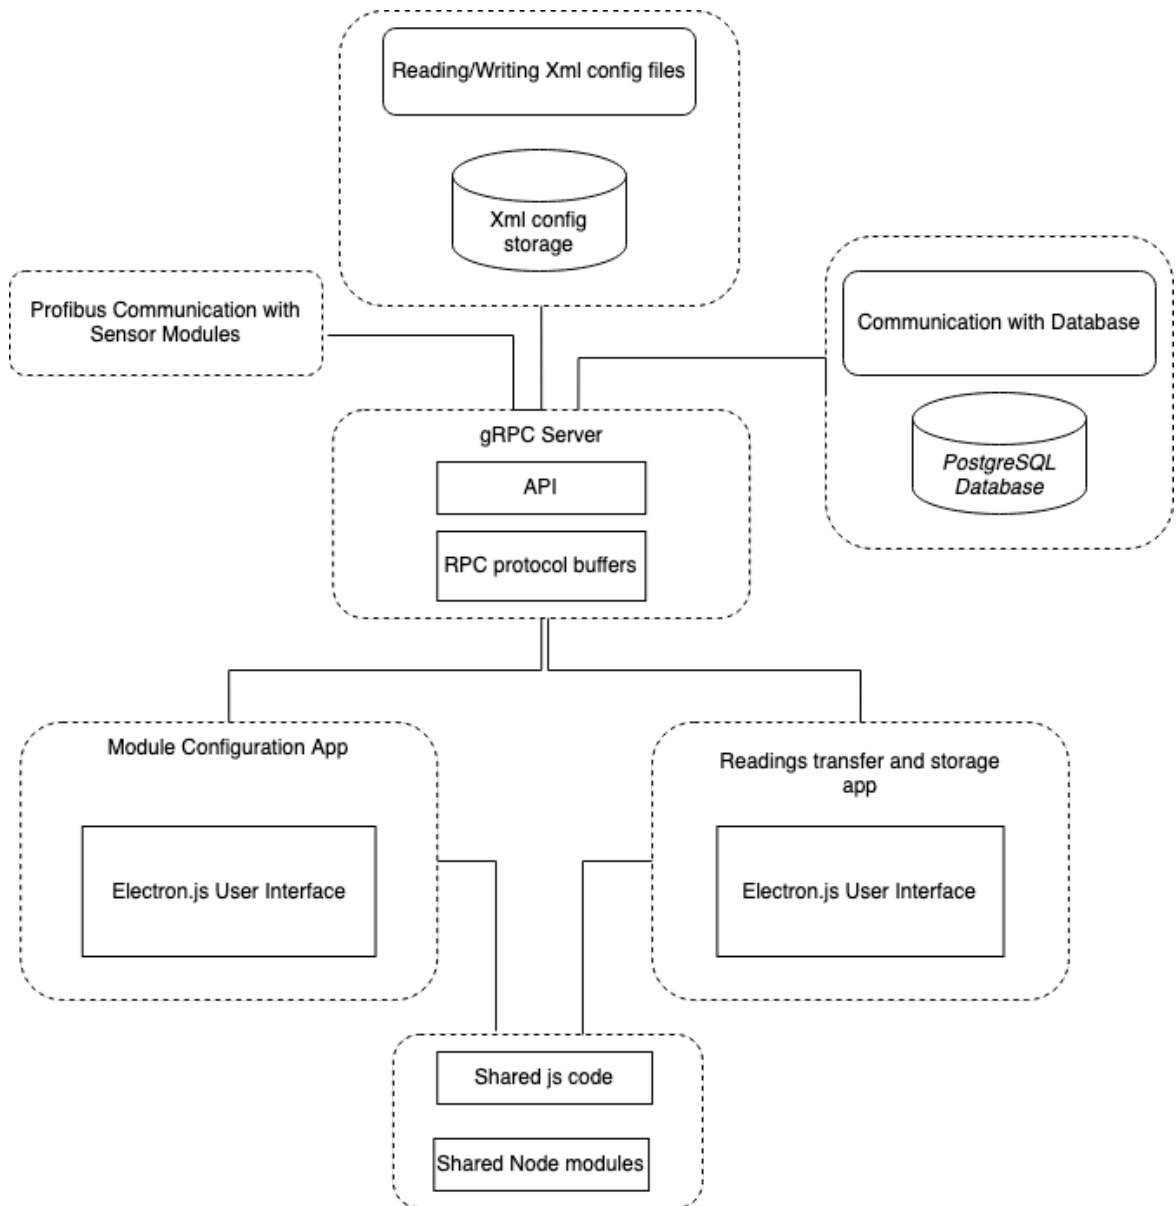 Reading/Writing Xml config files
Xml config
storage
Profibus Communication with
Sensor Modules
Communication with Database
PostgreSQL
Database
gRPC Server
API
RPC protocol buffers
Module Configuration App
Electron.js User Interface
Readings transfer and storage
app
Electron.js User Interface
Shared js code
Shared Node modules